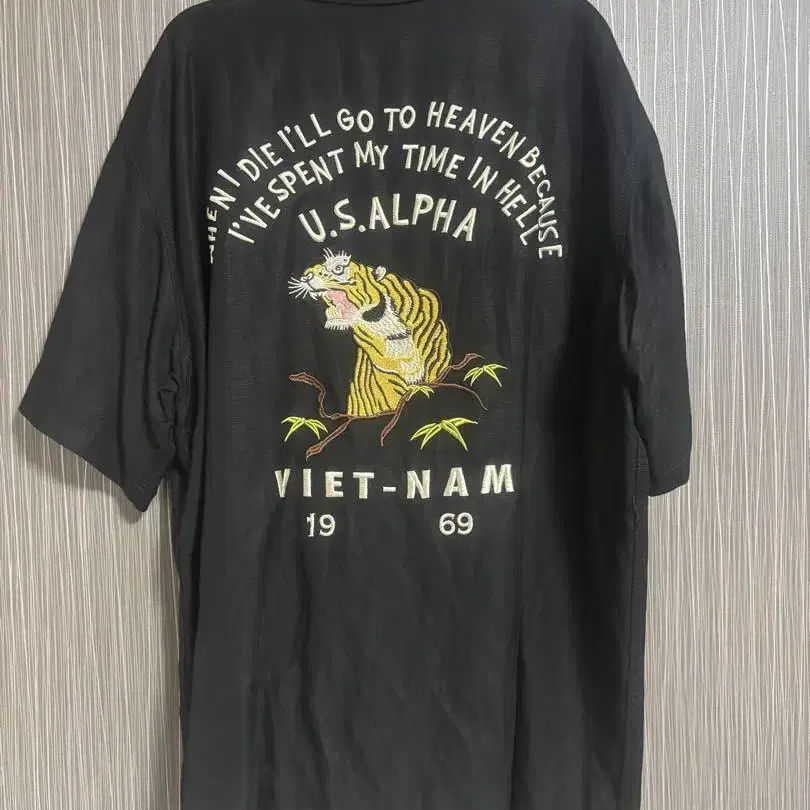 WHEN I DIE I'LL GO TO HEAVEN BECAUSE
I'VE SPENT MY TIME IN HELL
U.S.ALPHA
VIET-NAM
19 69